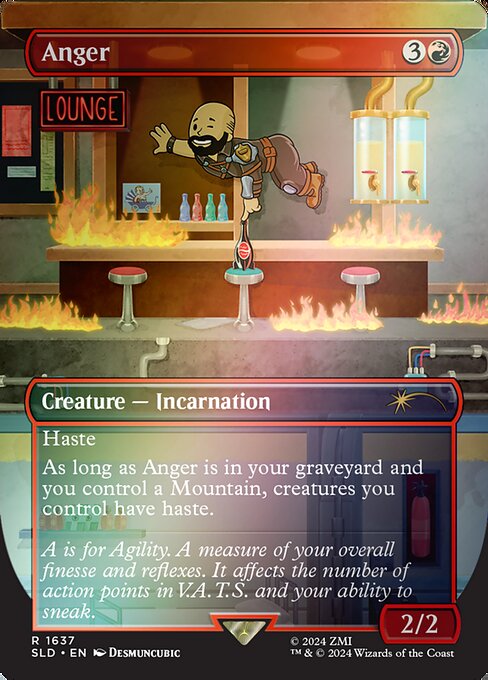 Anger
3
LOUNGE
Creature — Incarnation
Haste
As long as Anger is in your graveyard and
you control a Mountain, creatures you
control have haste.
A is for Agility. A measure of your overall
finesse and reflexes. It affects the number of
action points in V.A.T.S. and your ability to
sneak.
2/2
R 1637
SLD • EN Desmuncubic
© 2024 ZMI
™ & © 2024 Wizards of the Coast